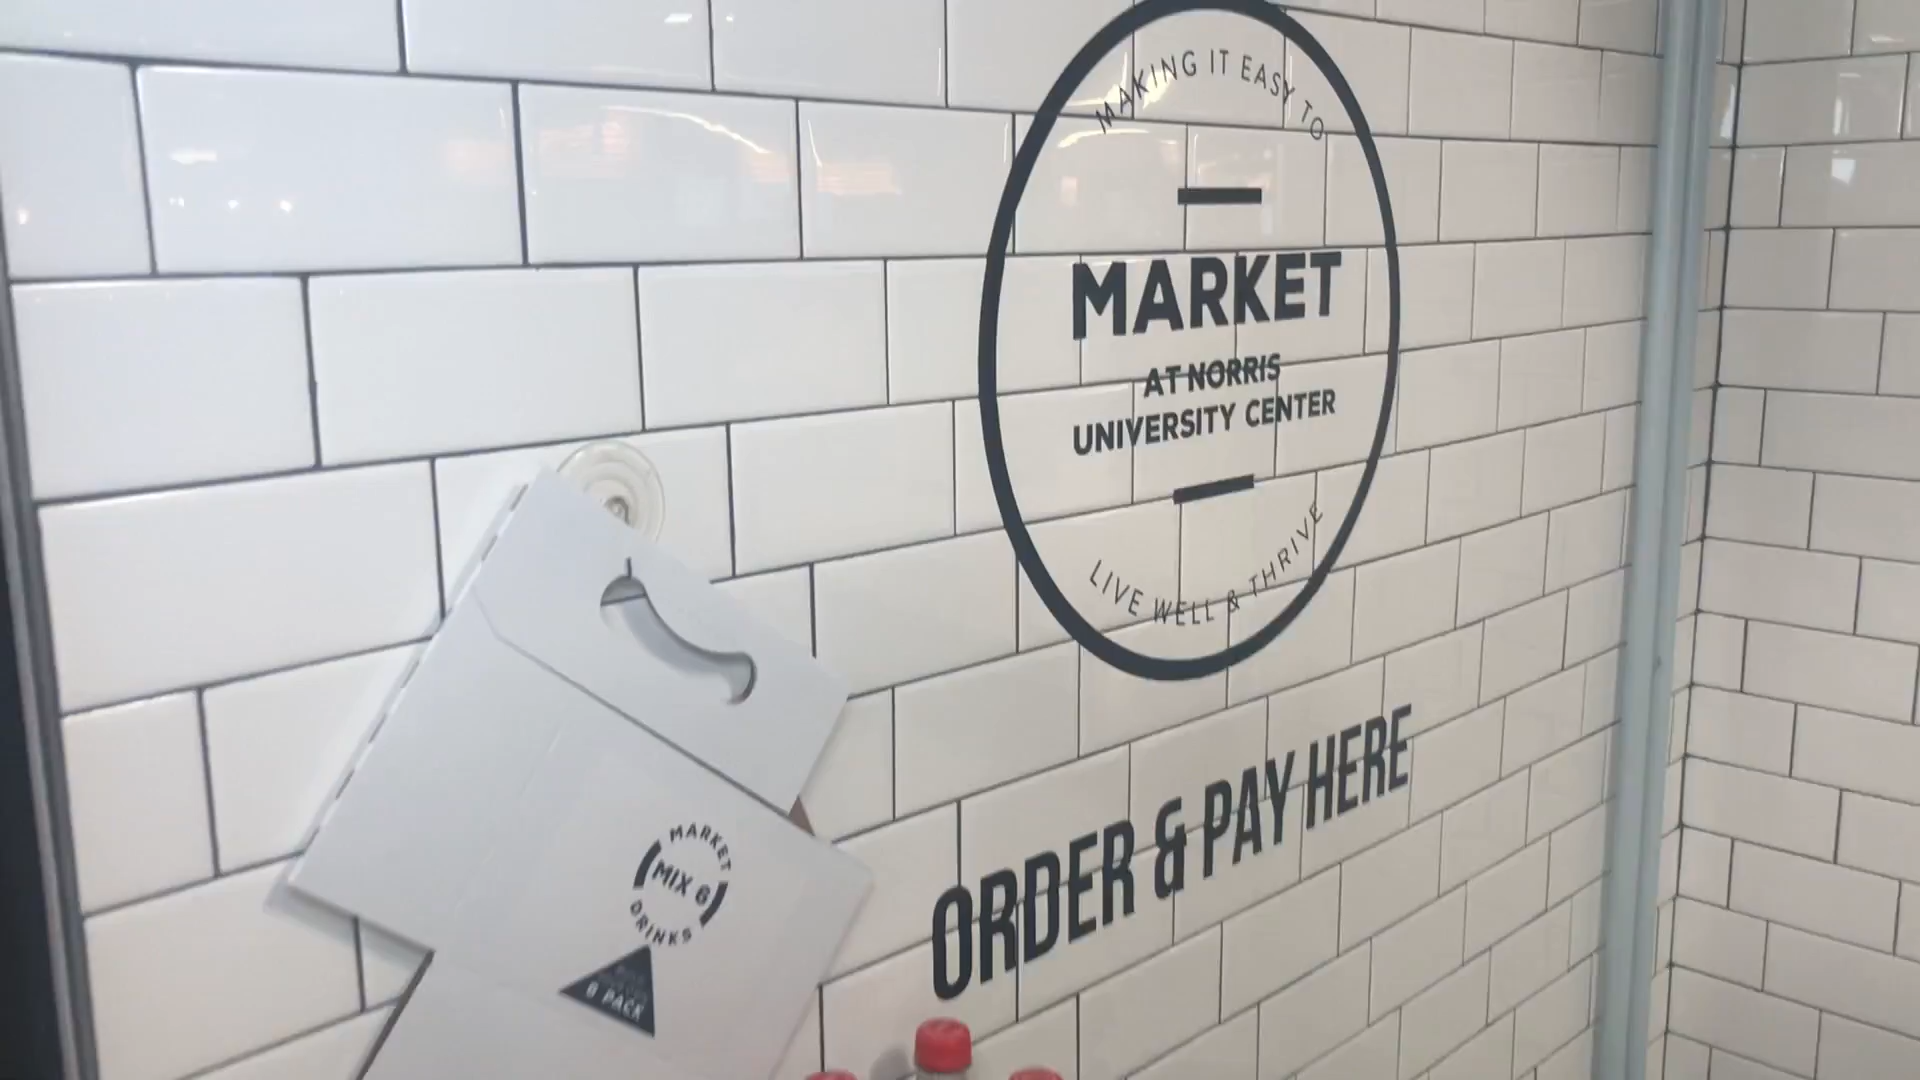 MAKING IT EASY TO
MARKET
AT NORRIS
UNIVERSITY CENTER
LIVE WELL & THRIVE
ORDER & PAY HERE
MARKET
MIX 6
DRINKS
6 PACK